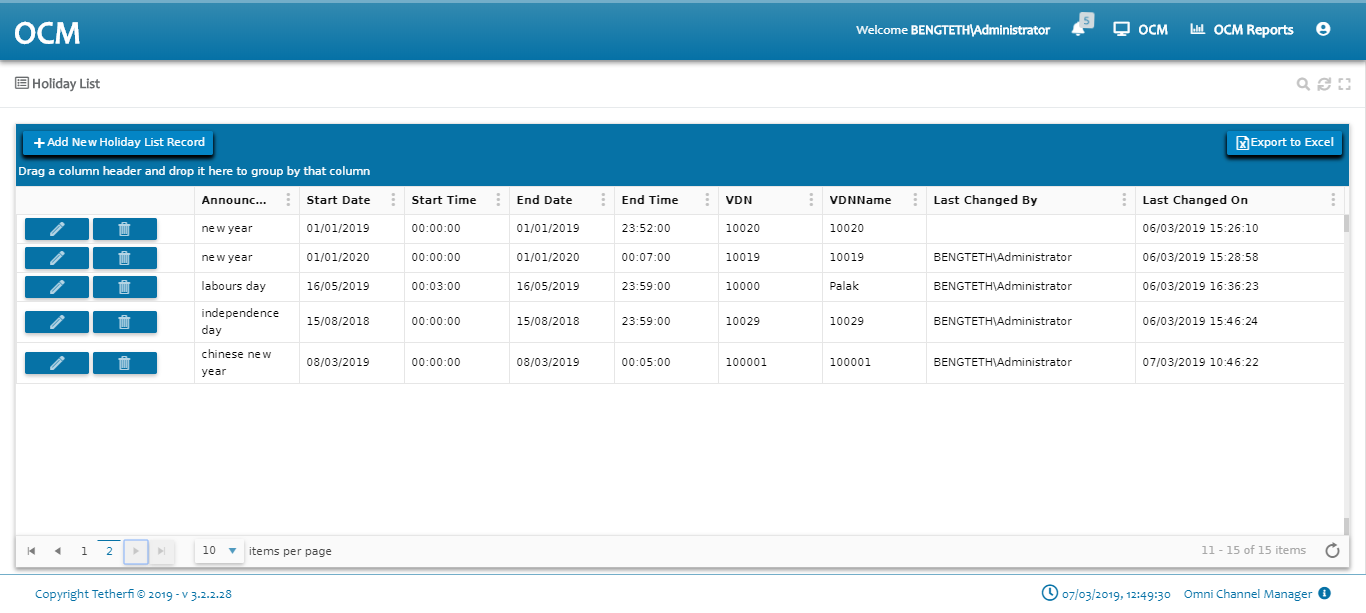 OCM
Welcome BENGTETH\Administrator
5
OCM
OCM Reports
Holiday List
Add New Holiday List Record
Export to Excel
Drag a column header and drop it here to group by that column
Announc... Start Date Start Time End Date End Time VDN VDNName Last Changed By Last Changed On
new year 01/01/2019 00:00:00 01/01/2019 23:52:00 10020 10020 06/03/2019 15:26:10
new year 01/01/2020 00:00:00 01/01/2020 00:07:00 10019 10019 BENGTETH\Administrator 06/03/2019 15:28:58
labours day 16/05/2019 00:03:00 16/05/2019 23:59:00 10000 Palak BENGTETH\Administrator 06/03/2019 16:36:23
independence
day 15/08/2018 00:00:00 15/08/2018 23:59:00 10029 10029 BENGTETH\Administrator 06/03/2019 15:46:24
chinese new
year 08/03/2019 00:00:00 08/03/2019 00:05:00 100001 100001 BENGTETH\Administrator 07/03/2019 10:46:22
1 2 10 items per page 11 - 15 of 15 items
Copyright Tetherfi © 2019 - v 3.2.2.28 07/03/2019, 12:49:30 Omni Channel Manager